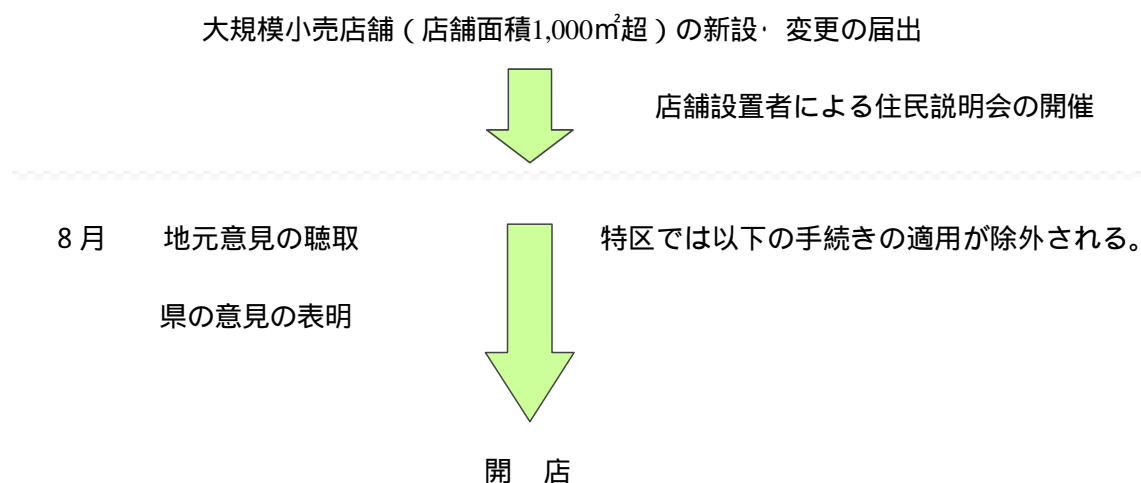 大規模小売店舗（店舗面積1,000㎡超）の新設・変更の届出
店舗設置者による住民説明会の開催
8月 地元意見の聴取 特区では以下の手続きの適用が除外される。
県の意見の表明
開 店